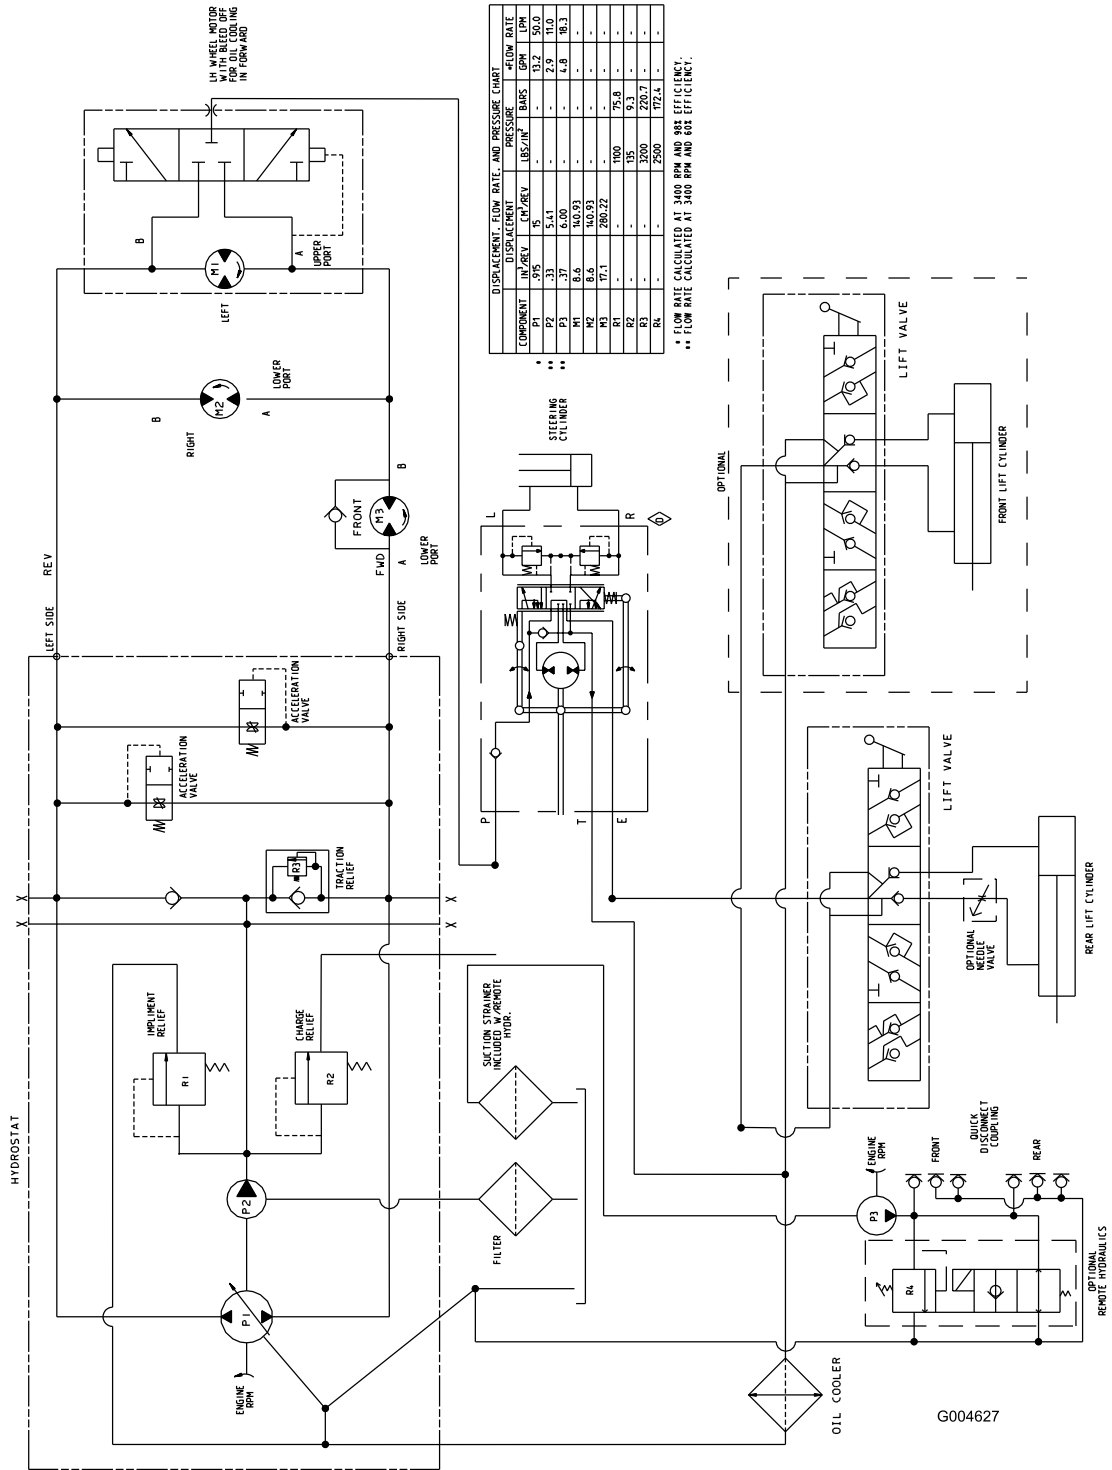 LH WHEEL MOTOR
WITH BLEED OFF
FOR OIL COOLING
IN FORWARD
B
A
UPPER
PORT
M1
LEFT
M2
LOWER
PORT
B
A
RIGHT
FRONT
M3
B
A
LOWER
PORT
REV
FWD
LEFT SIDE
RIGHT SIDE
ACCELERATION
VALVE
ACCELERATION
VALVE
R3
TRACTION
RELIEF
X
X
X
X
HYDROSTAT
IMPLIMENT
RELIEF
R1
CHARGE
RELIEF
R2
P2
P1
ENGINE
RPM
SUCTION STRAINER
INCLUDED W/REMOTE
HYDR.
FILTER
DISPLACEMENT, FLOW RATE, AND PRESSURE CHART
DISPLACEMENT PRESSURE *FLOW RATE
COMPONENT IN³/REV CM³/REV LBS/IN² BARS GPM LPM
* P1 .915 15 - - 13.2 50.0
** P2 .33 5.41 - - 2.9 11.0
** P3 .37 6.00 - - 4.8 18.3
M1 8.6 140.93 - - - -
M2 8.6 140.93 - - - -
M3 17.1 280.22 - - - -
R1 - - 1100 75.8 - -
R2 - - 135 9.3 - -
R3 - - 3200 220.7 - -
R4 - - 2500 172.4 - -
* FLOW RATE CALCULATED AT 3400 RPM AND 98% EFFICIENCY.
** FLOW RATE CALCULATED AT 3400 RPM AND 60% EFFICIENCY.
STEERING
CYLINDER
L
R
D
P
T
E
OPTIONAL
LIFT VALVE
FRONT LIFT CYLINDER
LIFT VALVE
OPTIONAL
NEEDLE
VALVE
REAR LIFT CYLINDER
ENGINE
RPM
P3
FRONT
QUICK
DISCONNECT
COUPLING
REAR
R4
OPTIONAL
REMOTE HYDRAULICS
OIL COOLER
G004627